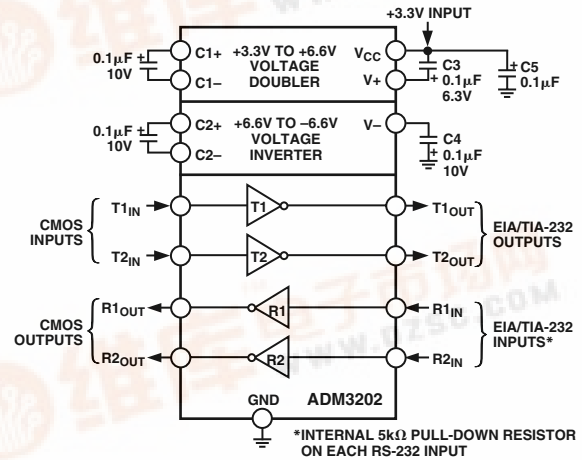 +3.3V INPUT
0.1µF
10V
+
C1+
C1–
+3.3V TO +6.6V
VOLTAGE
DOUBLER
VCC
V+
C3
+ 0.1µF
6.3V
+ C5
0.1µF
0.1µF
10V
+
C2+
C2–
+6.6V TO –6.6V
VOLTAGE
INVERTER
V–
C4
+ 0.1µF
10V
CMOS
INPUTS
T1IN
T2IN
T1
T2
T1OUT
T2OUT
EIA/TIA-232
OUTPUTS
CMOS
OUTPUTS
R1OUT
R2OUT
R1
R2
R1IN
R2IN
EIA/TIA-232
INPUTS*
GND
ADM3202
*INTERNAL 5kΩ PULL-DOWN RESISTOR
ON EACH RS-232 INPUT